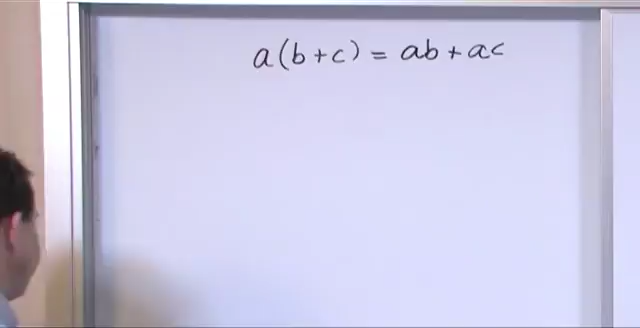 a(b+c) = ab+ac